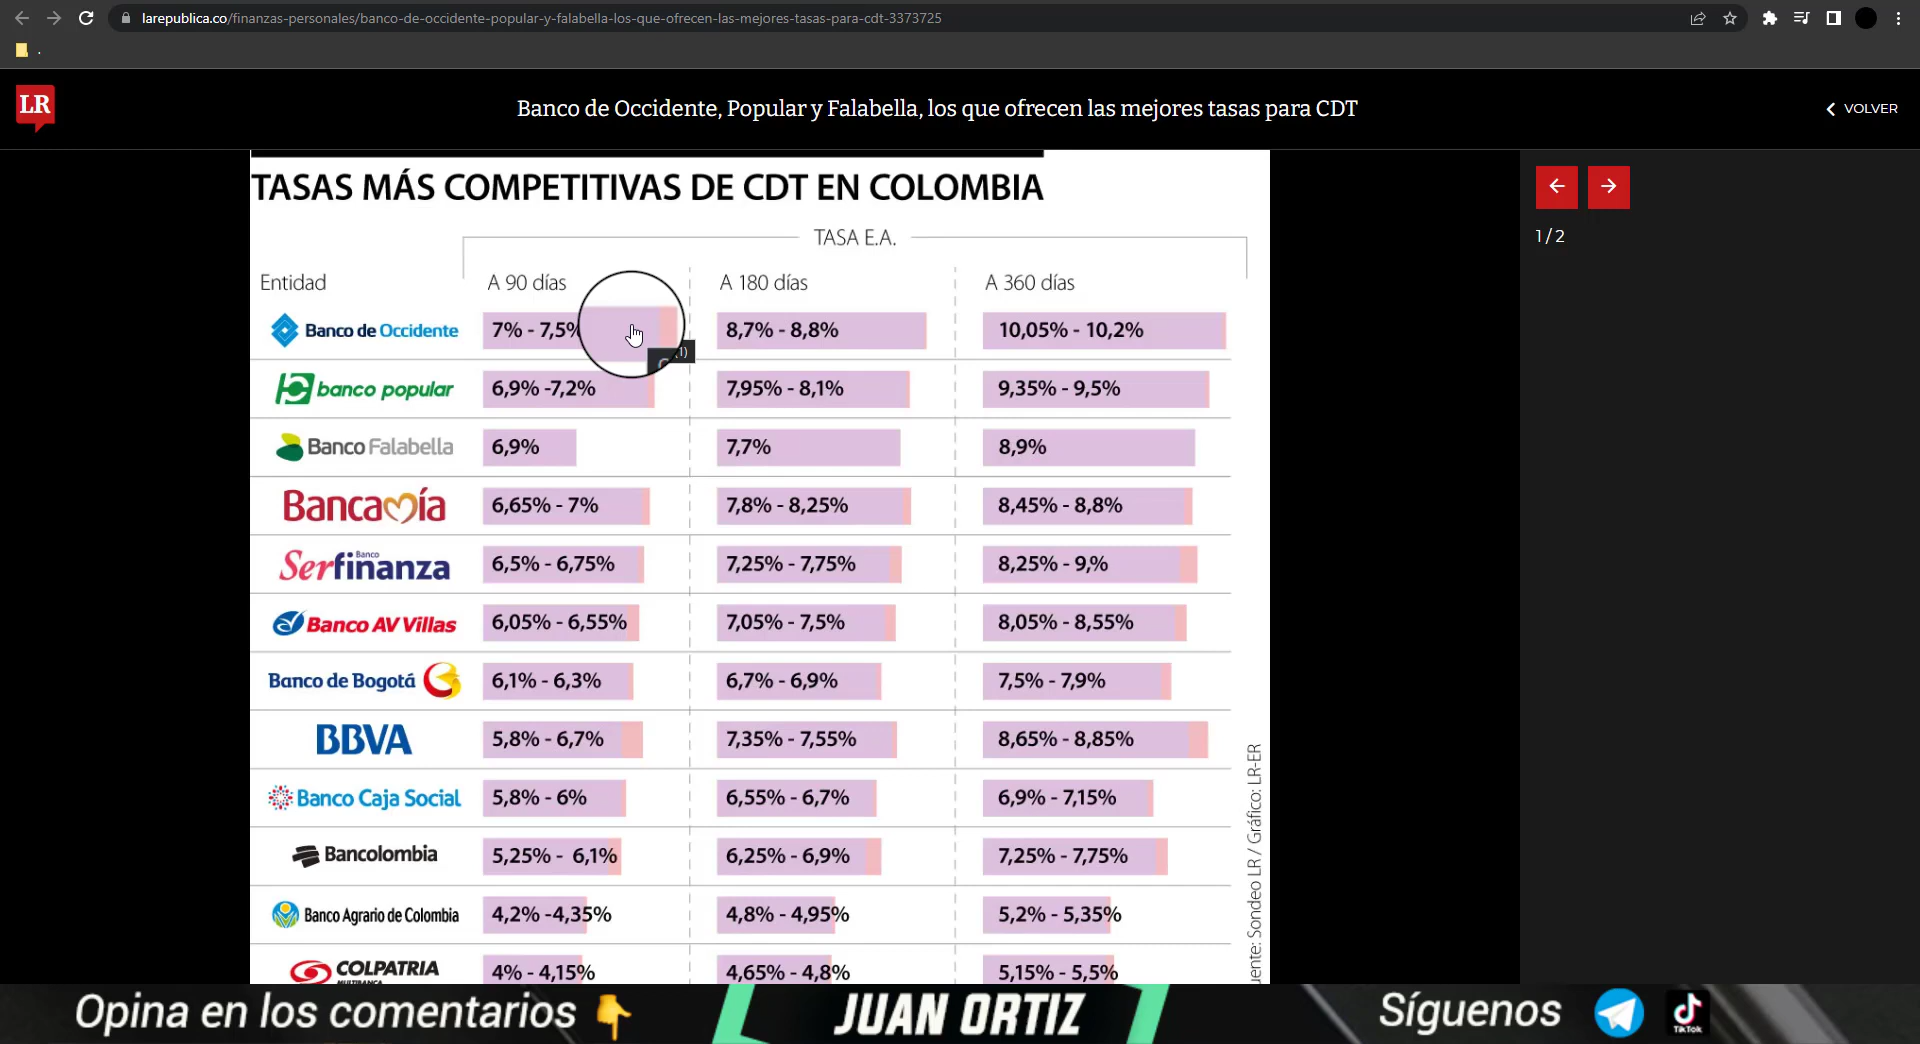 larepublica.co/finanzas-personales/banco-de-occidente-popular-y-falabella-los-que-ofrecen-las-mejores-tasas-para-cdt-3373725
.
LR
Banco de Occidente, Popular y Falabella, los que ofrecen las mejores tasas para CDT
VOLVER
TASAS MÁS COMPETITIVAS DE CDT EN COLOMBIA
1 / 2
TASA E.A.
Entidad A 90 días A 180 días A 360 días
Banco de Occidente 7% - 7,5% 8,7% - 8,8% 10,05% - 10,2%
banco popular 6,9% -7,2% 7,95% - 8,1% 9,35% - 9,5%
Banco Falabella 6,9% 7,7% 8,9%
Bancamía 6,65% - 7% 7,8% - 8,25% 8,45% - 8,8%
Banco Serfinanza 6,5% - 6,75% 7,25% - 7,75% 8,25% - 9,%
Banco AV Villas 6,05% - 6,55% 7,05% - 7,5% 8,05% - 8,55%
Banco de Bogotá 6,1% - 6,3% 6,7% - 6,9% 7,5% - 7,9%
BBVA 5,8% - 6,7% 7,35% - 7,55% 8,65% - 8,85%
Banco Caja Social 5,8% - 6% 6,55% - 6,7% 6,9% - 7,15%
Bancolombia 5,25% - 6,1% 6,25% - 6,9% 7,25% - 7,75%
Banco Agrario de Colombia 4,2% -4,35% 4,8% - 4,95% 5,2% - 5,35%
COLPATRIA 4% - 4,15% 4,65% - 4,8% 5,15% - 5,5%
Sondeo LR / Gráfico: LR-ER
Opina en los comentarios
JUAN ORTIZ
Síguenos
TikTok